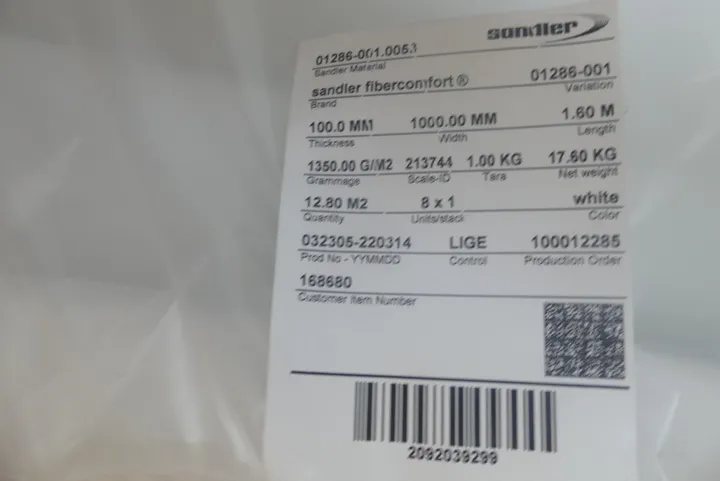 sandler
01286-001.0053
Sandler Material
sandler fibercomfort ® 01286-001
Brand Variation
100.0 MM 1000.00 MM 1.60 M
Thickness Width Length
1350.00 G/M2 213744 1.00 KG 17.60 KG
Grammage Scale-ID Tara Net weight
12.80 M2 8 x 1 white
Quantity Units/stack Color
032305-220314 LIGE 100012285
Prod No - YYMMDD Control Production Order
168680
Customer Item Number
2092039299